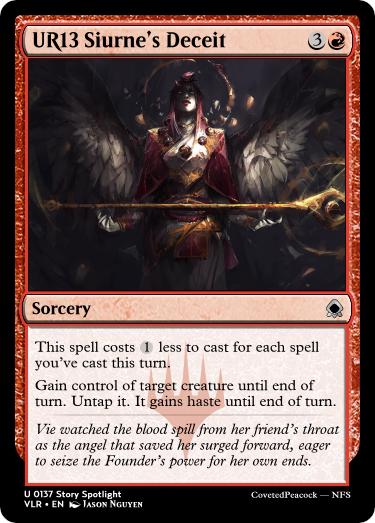 UR13 Siurne's Deceit 3
Sorcery
This spell costs 1 less to cast for each spell
you've cast this turn.
Gain control of target creature until end of
turn. Untap it. It gains haste until end of turn.
Vie watched the blood spill from her friend's throat
as the angel that saved her surged forward, eager
to seize the Founder's power for her own ends.
U 0137 Story Spotlight
VLR • EN Jason Nguyen
CovetedPeacock — NFS